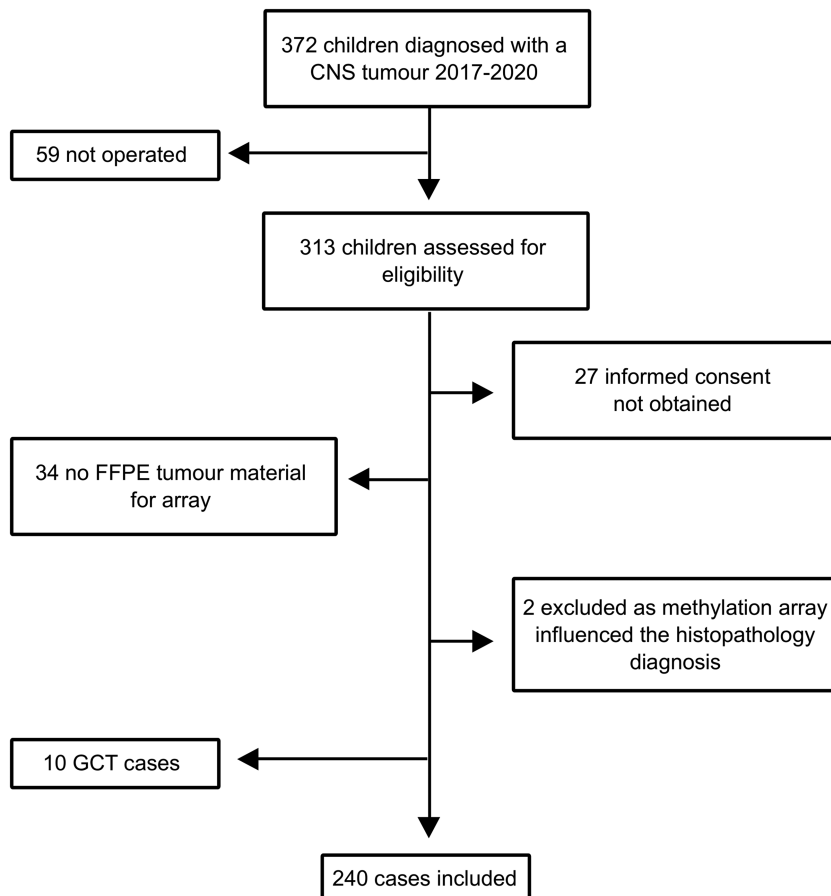 372 children diagnosed with a
CNS tumour 2017-2020
59 not operated
313 children assessed for
eligibility
27 informed consent
not obtained
34 no FFPE tumour material
for array
2 excluded as methylation array
influenced the histopathology
diagnosis
10 GCT cases
240 cases included